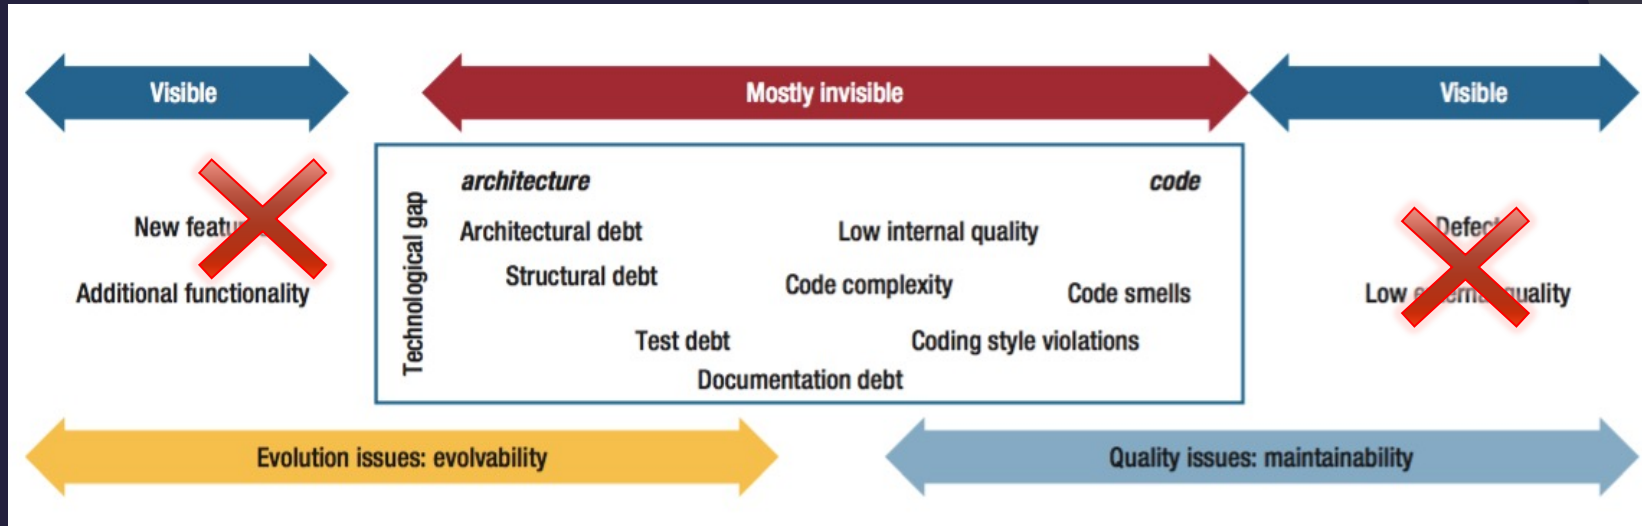 Visible
Mostly invisible
Visible
New
Additional functionality
Technological gap
architecture
code
Architectural debt
Low internal quality
Structural debt
Code complexity
Code smells
Test debt
Coding style violations
Documentation debt
Low
Evolution issues: evolvability
Quality issues: maintainability